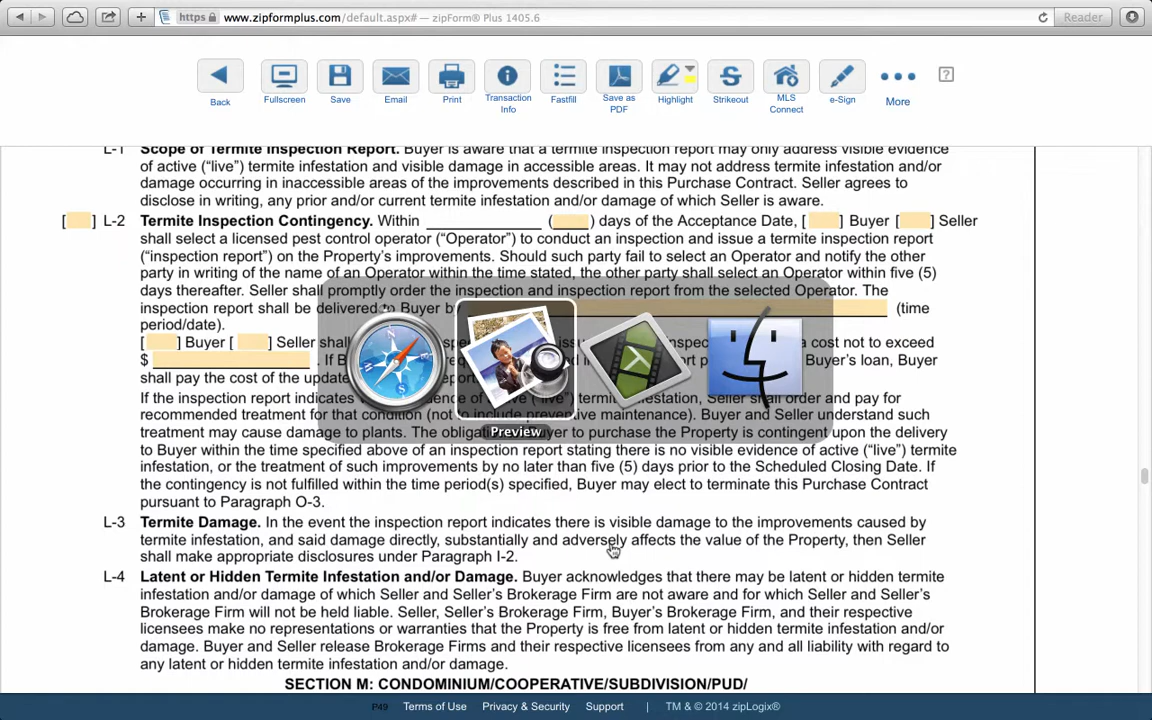 https www.zipformplus.com/default.aspx# — zipForm® Plus 1405.6 Reader
Back Fullscreen Save Email Print Transaction Info Fastfill Save as PDF Highlight Strikeout MLS Connect e-Sign More ?
L-1 Scope of Termite Inspection Report. Buyer is aware that a termite inspection report may only address visible evidence
of active (“live”) termite infestation and visible damage in accessible areas. It may not address termite infestation and/or
damage occurring in inaccessible areas of the improvements described in this Purchase Contract. Seller agrees to
disclose in writing, any prior and/or current termite infestation and/or damage of which Seller is aware.
[ ] L-2 Termite Inspection Contingency. Within ( ) days of the Acceptance Date, [ ] Buyer [ ] Seller
shall select a licensed pest control operator (“Operator”) to conduct an inspection and issue a termite inspection report
(“inspection report”) on the Property’s improvements. Should such party fail to select an Operator and notify the other
party in writing of the name of an Operator within the time stated, the other party shall select an Operator within five (5)
days thereafter. Seller shall promptly order the inspection and inspection report from the selected Operator. The
inspection report shall be delivered to Buyer by (time
period/date).
[ ] Buyer [ ] Seller cost not to exceed
$ . If Buyer’s loan, Buyer
shall pay the cost of the
If the inspection report indicates of active (“live”) termite infestation, Seller shall order and pay for
recommended treatment for that condition (not to include preventive maintenance). Buyer and Seller understand such
treatment may cause damage to plants. The Preview to purchase the Property is contingent upon the delivery
to Buyer within the time specified above of an inspection report stating there is no visible evidence of active (“live”) termite
infestation, or the treatment of such improvements by no later than five (5) days prior to the Scheduled Closing Date. If
the contingency is not fulfilled within the time period(s) specified, Buyer may elect to terminate this Purchase Contract
pursuant to Paragraph O-3.
L-3 Termite Damage. In the event the inspection report indicates there is visible damage to the improvements caused by
termite infestation, and said damage directly, substantially and adversely affects the value of the Property, then Seller
shall make appropriate disclosures under Paragraph I-2.
L-4 Latent or Hidden Termite Infestation and/or Damage. Buyer acknowledges that there may be latent or hidden termite
infestation and/or damage of which Seller and Seller’s Brokerage Firm are not aware and for which Seller and Seller’s
Brokerage Firm will not be held liable. Seller, Seller’s Brokerage Firm, Buyer’s Brokerage Firm, and their respective
licensees make no representations or warranties that the Property is free from latent or hidden termite infestation and/or
damage. Buyer and Seller release Brokerage Firms and their respective licensees from any and all liability with regard to
any latent or hidden termite infestation and/or damage.
SECTION M: CONDOMINIUM/COOPERATIVE/SUBDIVISION/PUD/
P49 Terms of Use Privacy & Security Support | TM & © 2014 zipLogix®